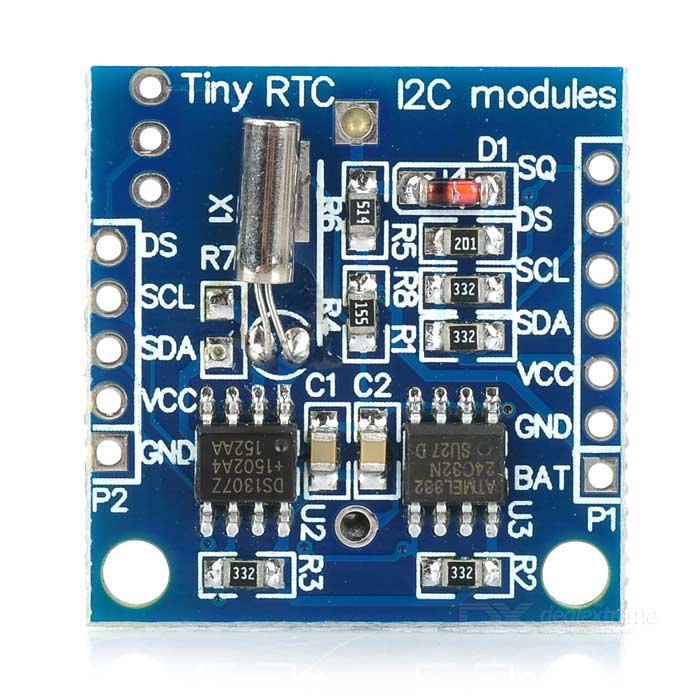 Tiny RTC I2C modules
D1
SQ
DS
SCL
SDA
VCC
GND
BAT
P1
DS
SCL
SDA
VCC
GND
P2
X1
R7
R6
514
R5
201
R4
155
R8
332
R1
332
C1
C2
DS1307Z
+1502A4
152AA
U2
ATMEL932
24C32N
SU27 D
U3
R3
332
R2
332
dealextreme